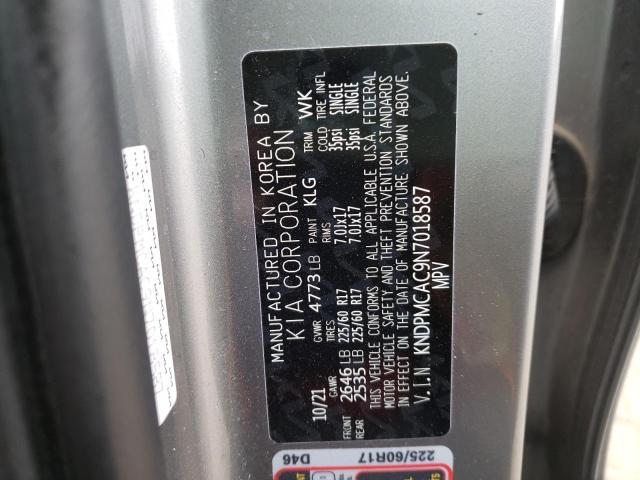 MANUFACTURED IN KOREA BY
KIA CORPORATION
10/21 GVWR 4773 LB PAINT KLG TRIM WK
GAWR TIRES RIMS COLD TIRE INFL
FRONT 2646 LB 225/60 R17 7.0Jx17 35psi SINGLE
REAR 2535 LB 225/60 R17 7.0Jx17 35psi SINGLE
THIS VEHICLE CONFORMS TO ALL APPLICABLE U.S.A. FEDERAL
MOTOR VEHICLE SAFETY AND THEFT PREVENTION STANDARDS
IN EFFECT ON THE DATE OF MANUFACTURE SHOWN ABOVE.
V.I.N. KNDPMCAC9N7018587
MPV
D46
225/60R17